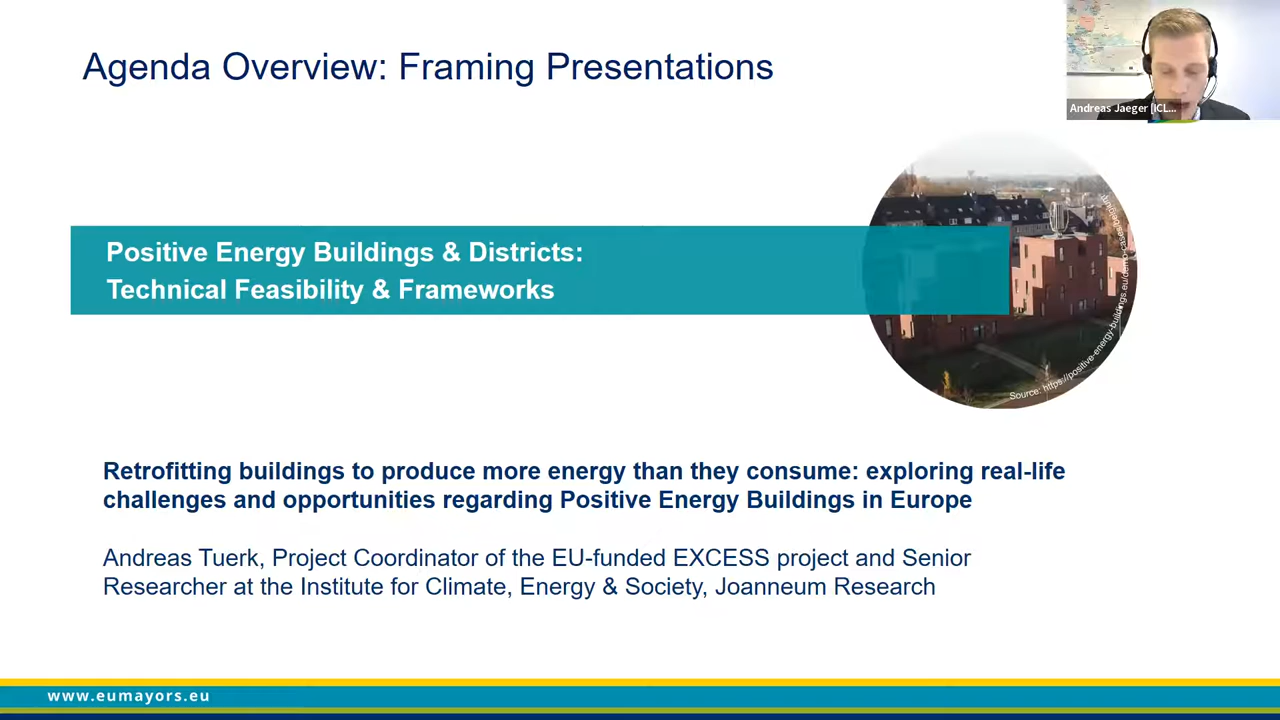 Agenda Overview: Framing Presentations
Andreas Jaeger [ICL...
Positive Energy Buildings & Districts:
Technical Feasibility & Frameworks
Source: https://positive-energy-buildings.eu/demo-cases/belgium
Retrofitting buildings to produce more energy than they consume: exploring real-life
challenges and opportunities regarding Positive Energy Buildings in Europe
Andreas Tuerk, Project Coordinator of the EU-funded EXCESS project and Senior
Researcher at the Institute for Climate, Energy & Society, Joanneum Research
www.eumayors.eu